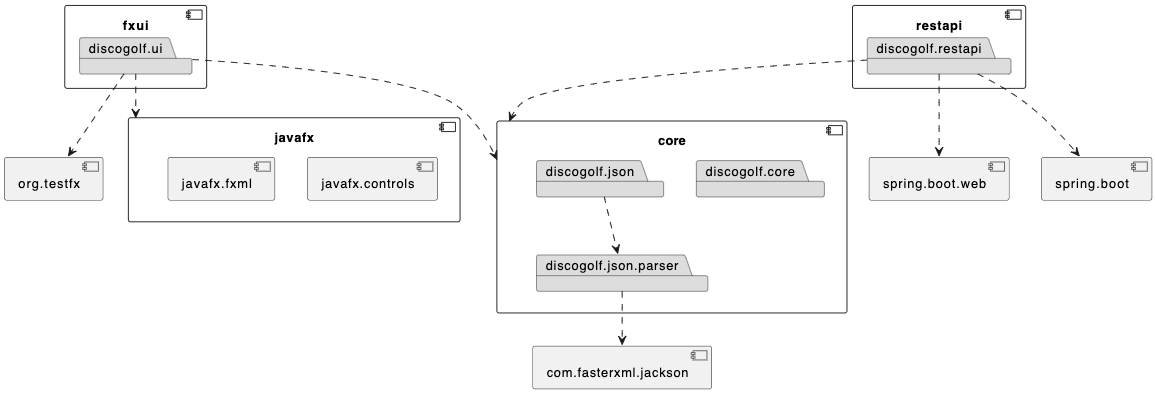 fxui
discogolf.ui
restapi
discogolf.restapi
javafx
javafx.fxml
javafx.controls
org.testfx
core
discogolf.json
discogolf.core
discogolf.json.parser
spring.boot.web
spring.boot
com.fasterxml.jackson